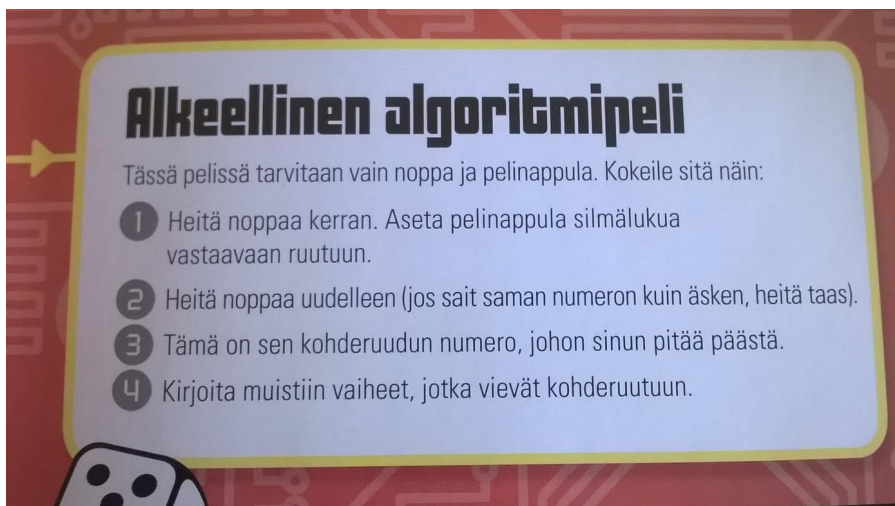 Alkeellinen algoritmipeli
Tässä pelissä tarvitaan vain noppa ja pelinappula. Kokeile sitä näin:
1 Heitä noppaa kerran. Aseta pelinappula silmälukua
vastaavaan ruutuun.
2 Heitä noppaa uudelleen (jos sait saman numeron kuin äsken, heitä taas).
3 Tämä on sen kohderuudun numero, johon sinun pitää päästä.
4 Kirjoita muistiin vaiheet, jotka vievät kohderuutuun.